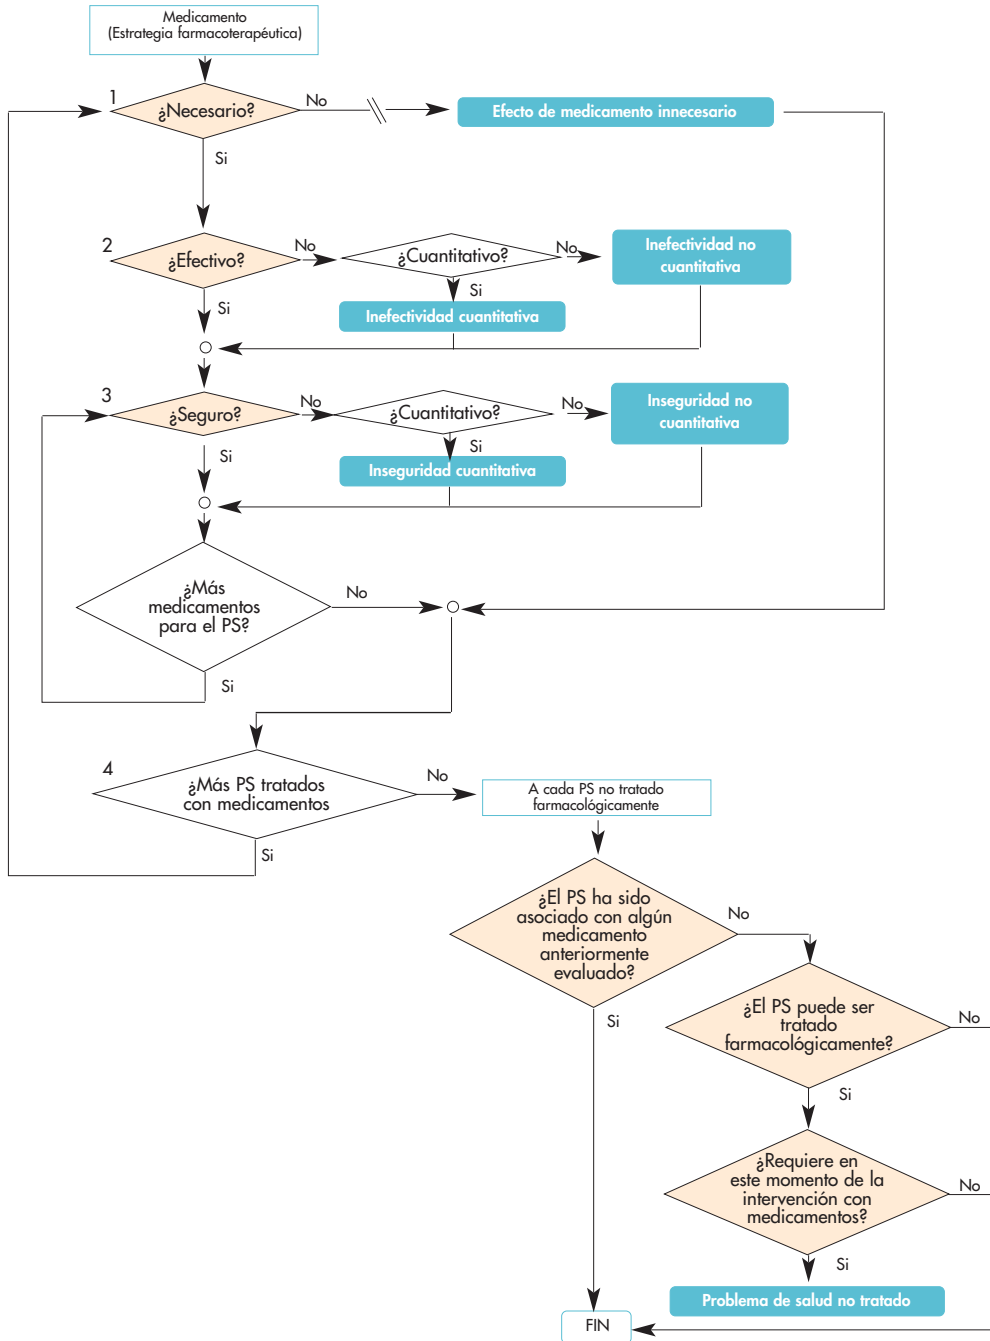 Medicamento
(Estrategia farmacoterapéutica)
1
¿Necesario?
No
Efecto de medicamento innecesario
Si
2
¿Efectivo?
No
¿Cuantitativo?
No
Inefectividad no
cuantitativa
Si
Si
Inefectividad cuantitativa
3
¿Seguro?
No
¿Cuantitativo?
No
Inseguridad no
cuantitativa
Si
Si
Inseguridad cuantitativa
¿Más
medicamentos
para el PS?
No
Si
4
¿Más PS tratados
con medicamentos
No
A cada PS no tratado
farmacológicamente
Si
¿El PS ha sido
asociado con algún
medicamento
anteriormente
evaluado?
No
Si
¿El PS puede ser
tratado
farmacológicamente?
No
Si
¿Requiere en
este momento de la
intervención con
medicamentos?
No
Si
Problema de salud no tratado
FIN